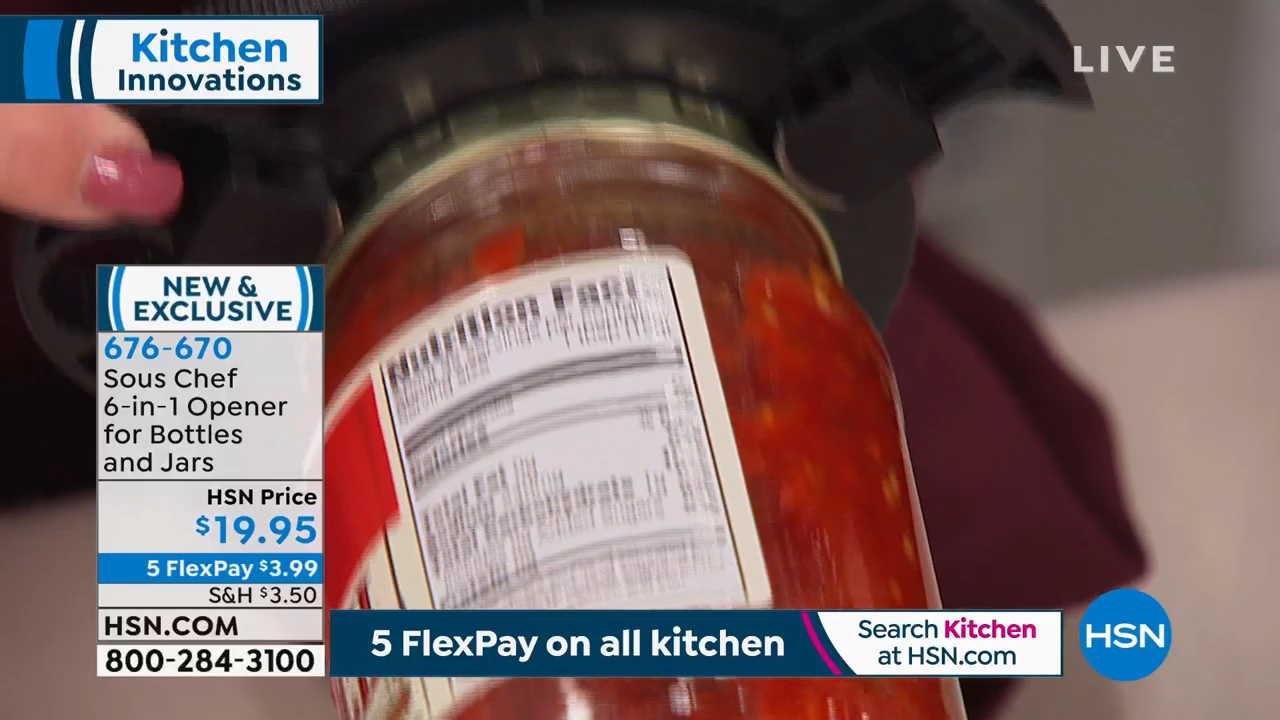 Kitchen
Innovations
LIVE
NEW &
EXCLUSIVE
676-670
Sous Chef
6-in-1 Opener
for Bottles
and Jars
HSN Price
$19.95
5 FlexPay $3.99
S&H $3.50
HSN.COM
800-284-3100
Nutrition Fact
5 FlexPay on all kitchen
Search Kitchen
at HSN.com
HSN